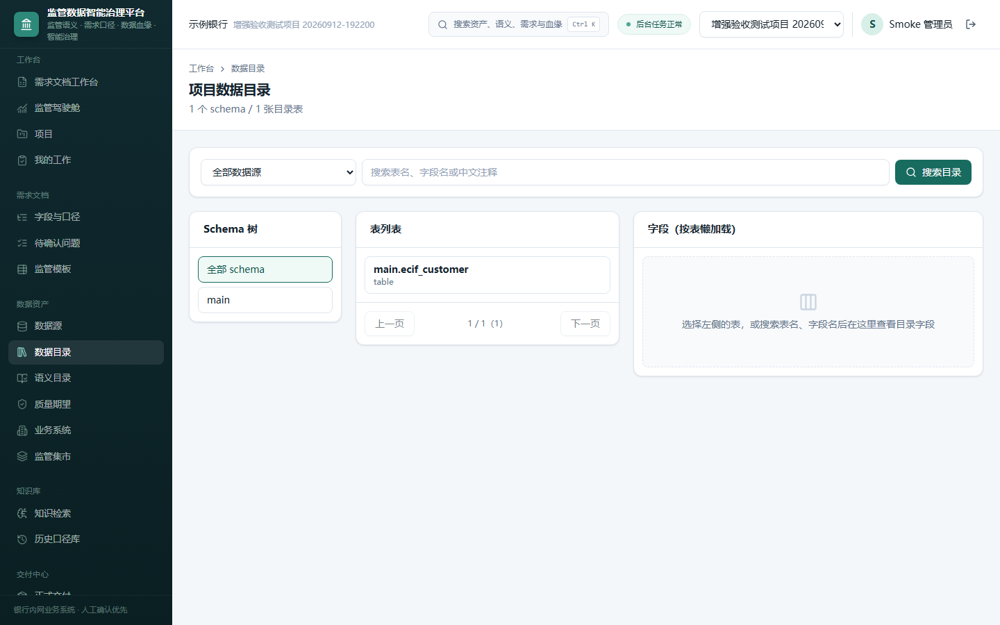 监管数据智能治理平台
监管语义 · 需求口径 · 数据血缘 ·
智能治理
工作台
需求文档工作台
监管驾驶舱
项目
我的工作
需求文档
字段与口径
待确认问题
监管模板
数据资产
数据源
数据目录
语义目录
质量期望
业务系统
监管集市
知识库
知识检索
历史口径库
交付中心
正式交付
银行内网业务系统 · 人工确认优先
示例银行 增强验收测试项目 20260912-192200
搜索资产、语义、需求与血缘 Ctrl K
后台任务正常
增强验收测试项目 202609
S Smoke 管理员
工作台 > 数据目录
项目数据目录
1 个 schema / 1 张目录表
全部数据源
搜索表名、字段名或中文注释
搜索目录
Schema 树
全部 schema
main
表列表
main.ecif_customer
table
上一页 1 / 1（1） 下一页
字段（按表懒加载）
选择左侧的表，或搜索表名、字段名后在这里查看目录字段